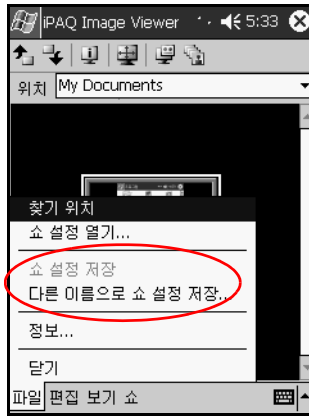 iPAQ Image Viewer 5:33
위치 My Documents
찾기 위치
쇼 설정 열기...
쇼 설정 저장
다른 이름으로 쇼 설정 저장...
정보...
닫기
파일 편집 보기 쇼